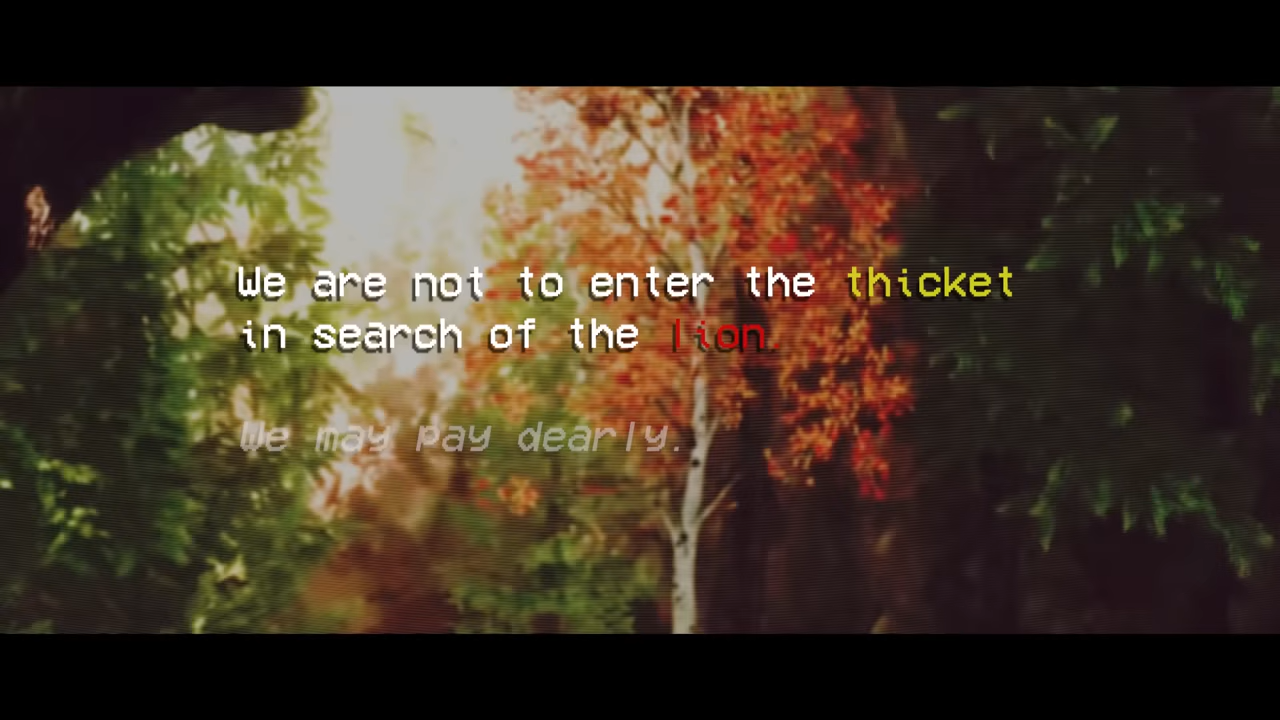 We are not to enter the thicket
in search of the lion.
We may pay dearly.